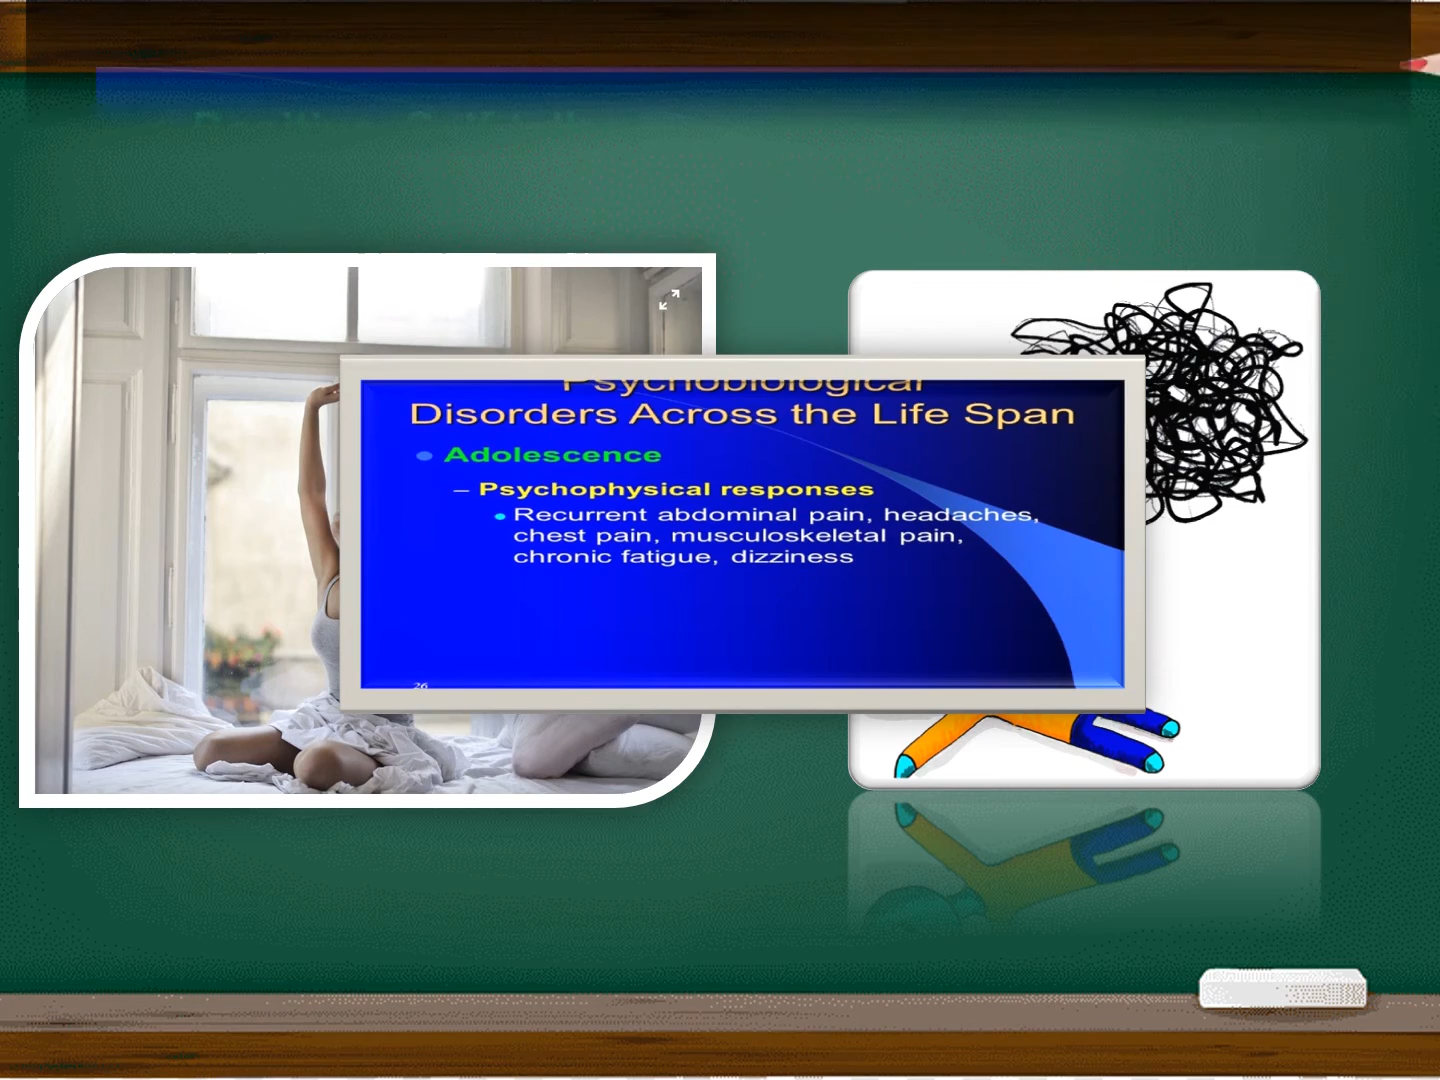 Psychobiological
Disorders Across the Life Span
Adolescence
– Psychophysical responses
Recurrent abdominal pain, headaches,
chest pain, musculoskeletal pain,
chronic fatigue, dizziness
26